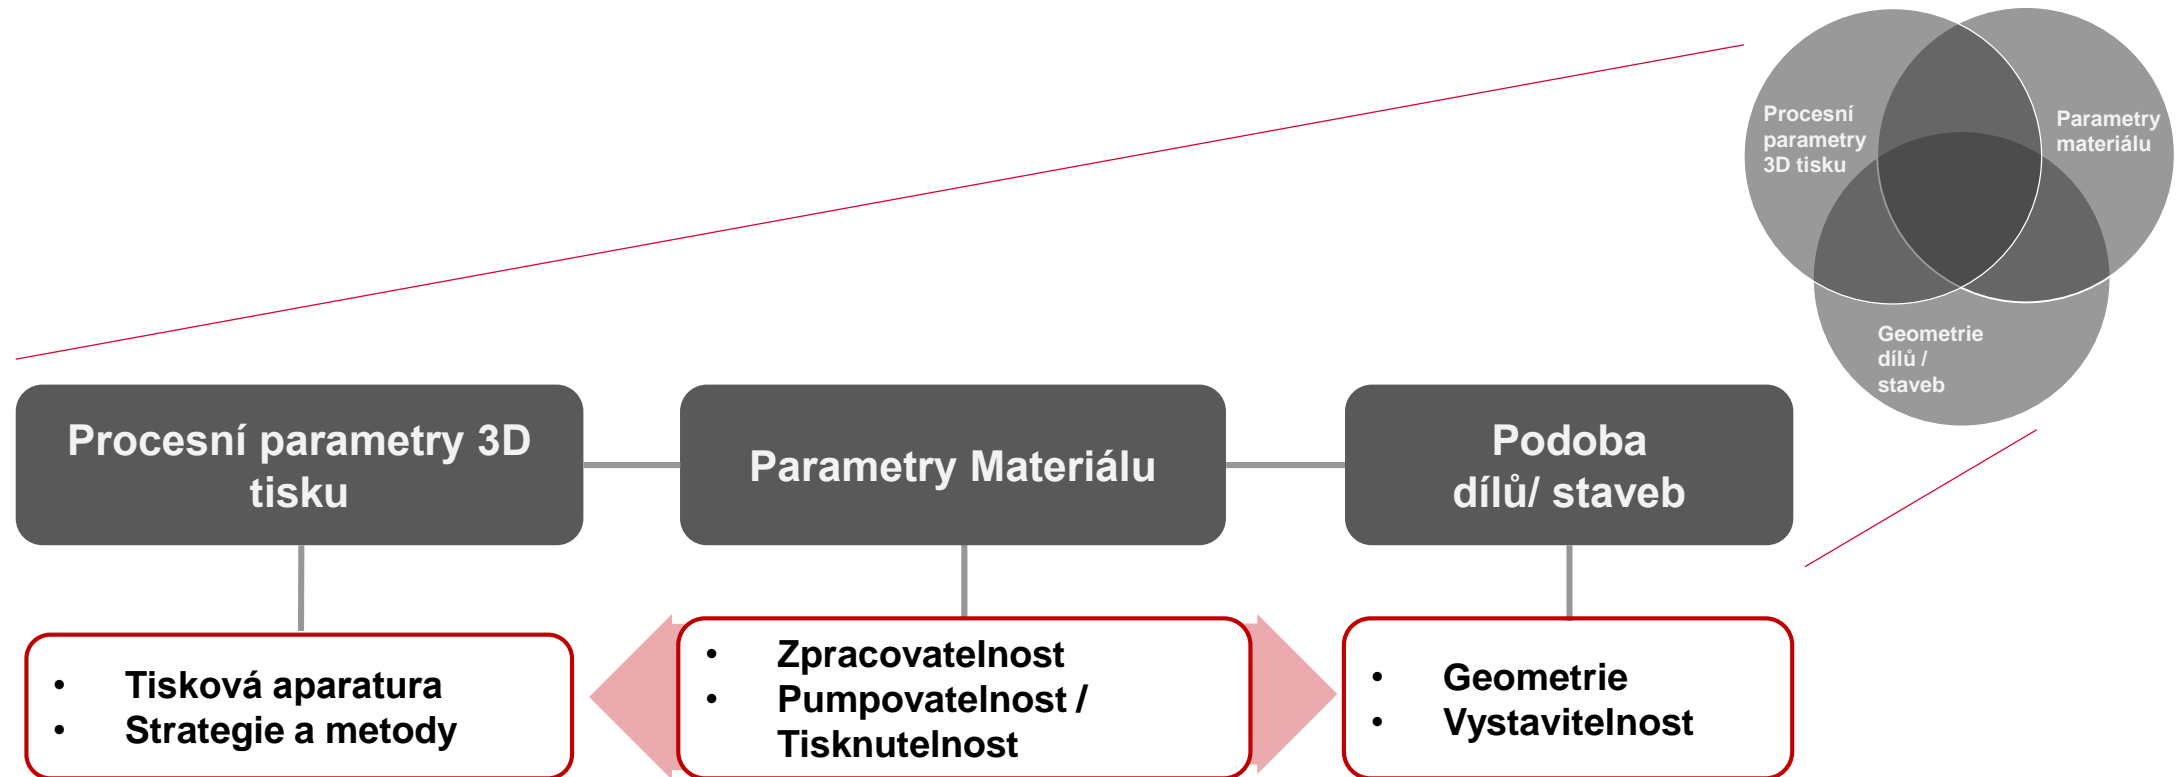 Procesní
parametry
3D tisku
Parametry
materiálu
Geometrie
dílů /
staveb
Procesní parametry 3D
tisku
Parametry Materiálu
Podoba
dílů/ staveb
• Tisková aparatura
• Strategie a metody
• Zpracovatelnost
• Pumpovatelnost /
Tisknutelnost
• Geometrie
• Vystavitelnost